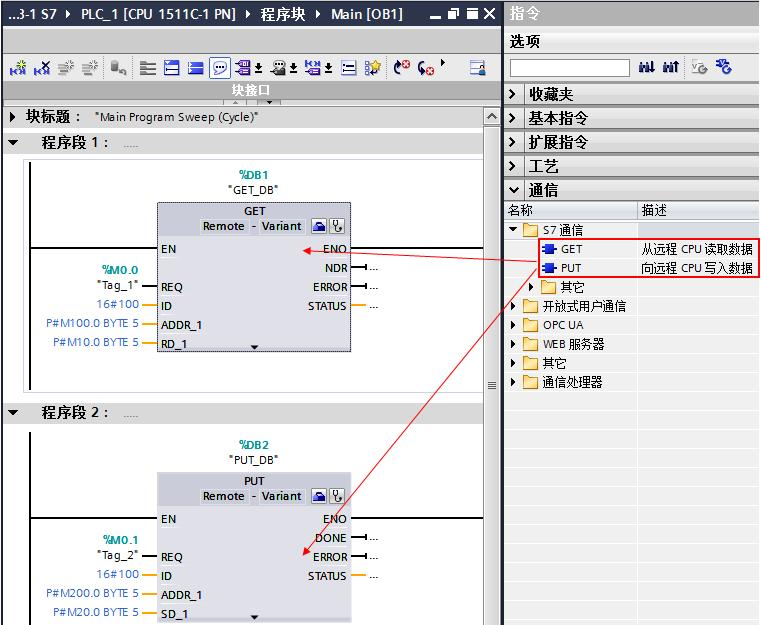 ...3-1 S7 ▸ PLC_1 [CPU 1511C-1 PN] ▸ 程序块 ▸ Main [OB1]
块接口
块标题： "Main Program Sweep (Cycle)"
程序段 1： .....
%DB1
"GET_DB"
GET
Remote - Variant
EN ENO
NDR ...
%M0.0
"Tag_1" REQ ERROR ...
16#100 ID STATUS ...
P#M100.0 BYTE 5 ADDR_1
P#M10.0 BYTE 5 RD_1
程序段 2： .....
%DB2
"PUT_DB"
PUT
Remote - Variant
EN ENO
DONE ...
%M0.1
"Tag_2" REQ ERROR ...
16#100 ID STATUS ...
P#M200.0 BYTE 5 ADDR_1
P#M20.0 BYTE 5 SD_1
指令
选项
收藏夹
基本指令
扩展指令
工艺
通信
名称 描述
S7 通信
GET 从远程 CPU 读取数据
PUT 向远程 CPU 写入数据
其它
开放式用户通信
OPC UA
WEB 服务器
其它
通信处理器